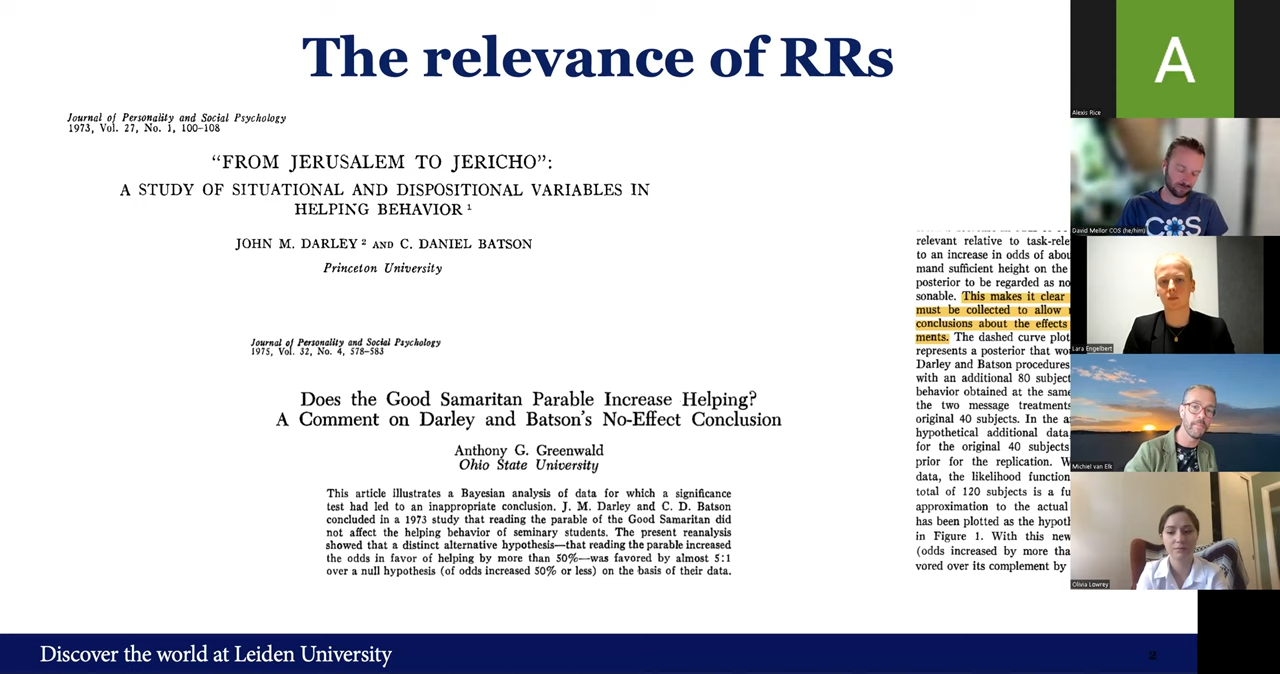 The relevance of RRs
Journal of Personality and Social Psychology
1973, Vol. 27, No. 1, 100–108
“FROM JERUSALEM TO JERICHO”:
A STUDY OF SITUATIONAL AND DISPOSITIONAL VARIABLES IN
HELPING BEHAVIOR ¹
JOHN M. DARLEY ² AND C. DANIEL BATSON
Princeton University
Journal of Personality and Social Psychology
1975, Vol. 32, No. 4, 578–583
Does the Good Samaritan Parable Increase Helping?
A Comment on Darley and Batson's No-Effect Conclusion
Anthony G. Greenwald
Ohio State University
This article illustrates a Bayesian analysis of data for which a significance
test had led to an inappropriate conclusion. J. M. Darley and C. D. Batson
concluded in a 1973 study that reading the parable of the Good Samaritan did
not affect the helping behavior of seminary students. The present reanalysis
showed that a distinct alternative hypothesis—that reading the parable increased
the odds in favor of helping by more than 50%—was favored by almost 5:1
over a null hypothesis (of odds increased 50% or less) on the basis of their data.
relevant relative to task-rele
to an increase in odds of abou
mand sufficient height on the
posterior to be regarded as no
sonable. This makes it clear
must be collected to allow
conclusions about the effects
ments. The dashed curve plot
represents a posterior that wo
Darley and Batson procedures
with an additional 80 subject
behavior obtained at the same
the two message treatments
original 40 subjects. In the a
hypothetical additional data
for the original 40 subjects
prior for the replication. W
data, the likelihood function
total of 120 subjects is a fu
approximation to the actual
has been plotted as the hypoth
in Figure 1. With this new
(odds increased by more tha
vored over its complement by
Discover the world at Leiden University
2
A
Alexis Rice
COS
David Mellor COS (he/him)
Lara Engelbert
Michiel van Elk
Olivia Lowrey